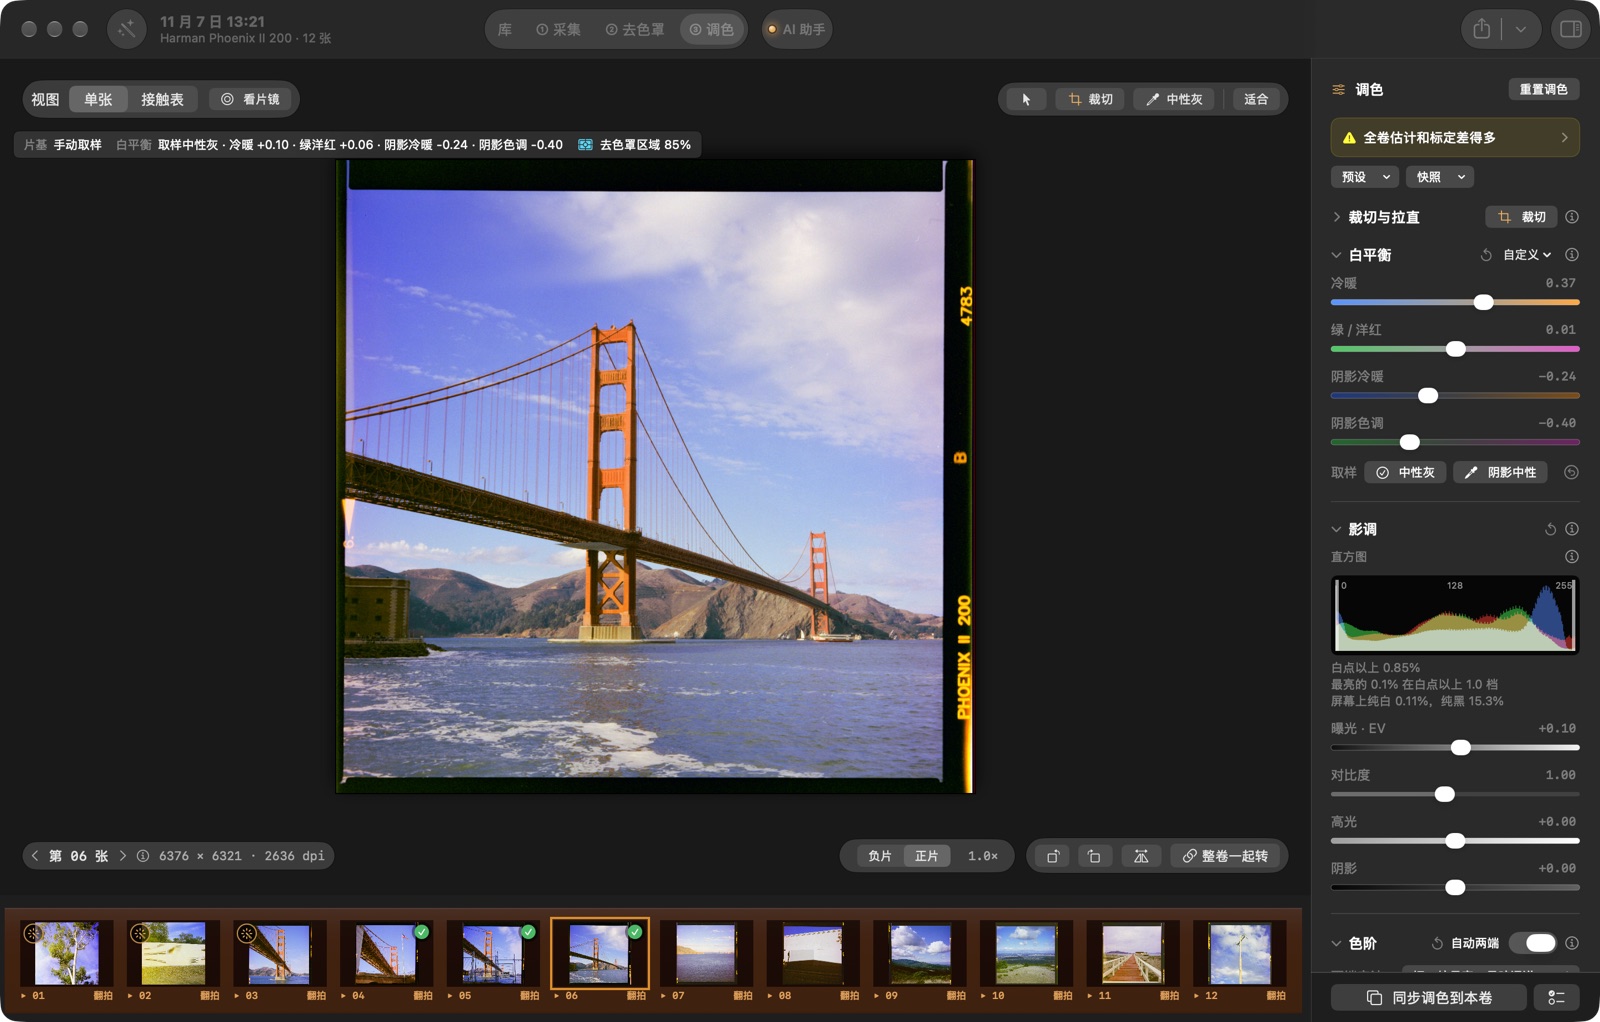 11 月 7 日 13:21
Harman Phoenix II 200 · 12 张
库 ① 采集 ② 去色罩 ③ 调色 AI 助手
视图 单张 接触表 看片镜
裁切 中性灰 适合
片基 手动取样 白平衡 取样中性灰 · 冷暖 +0.10 · 绿洋红 +0.06 · 阴影冷暖 -0.24 · 阴影色调 -0.40 去色罩区域 85%
4783
B
PHOENIX II 200
第 06 张 6376 × 6321 · 2636 dpi
负片 正片 1.0×
整卷一起转
01 翻拍 02 翻拍 03 翻拍 04 翻拍 05 翻拍 06 翻拍 07 翻拍 08 翻拍 09 翻拍 10 翻拍 11 翻拍 12 翻拍
调色 重置调色
全卷估计和标定差得多
预设 快照
裁切与拉直 裁切
白平衡 自定义
冷暖 0.37
绿 / 洋红 0.01
阴影冷暖 -0.24
阴影色调 -0.40
取样 中性灰 阴影中性
影调
直方图
0 128 255
白点以上 0.85%
最亮的 0.1% 在白点以上 1.0 档
屏幕上纯白 0.11%，纯黑 15.3%
曝光 · EV +0.10
对比度 1.00
高光 +0.00
阴影 +0.00
色阶 自动两端
同步调色到本卷